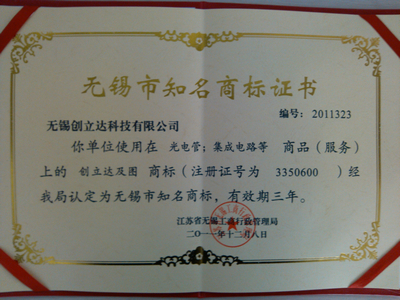 无锡市知名商标证书
编号：2011323
无锡创立达科技有限公司
你单位使用在 光电管；集成电路等 商品（服务）
上的 创立达及图 商标（注册证号为 3350600 ）经
我局认定为无锡市知名商标，有效期三年。
江苏省无锡工商行政管理局
二〇一一年十二月八日